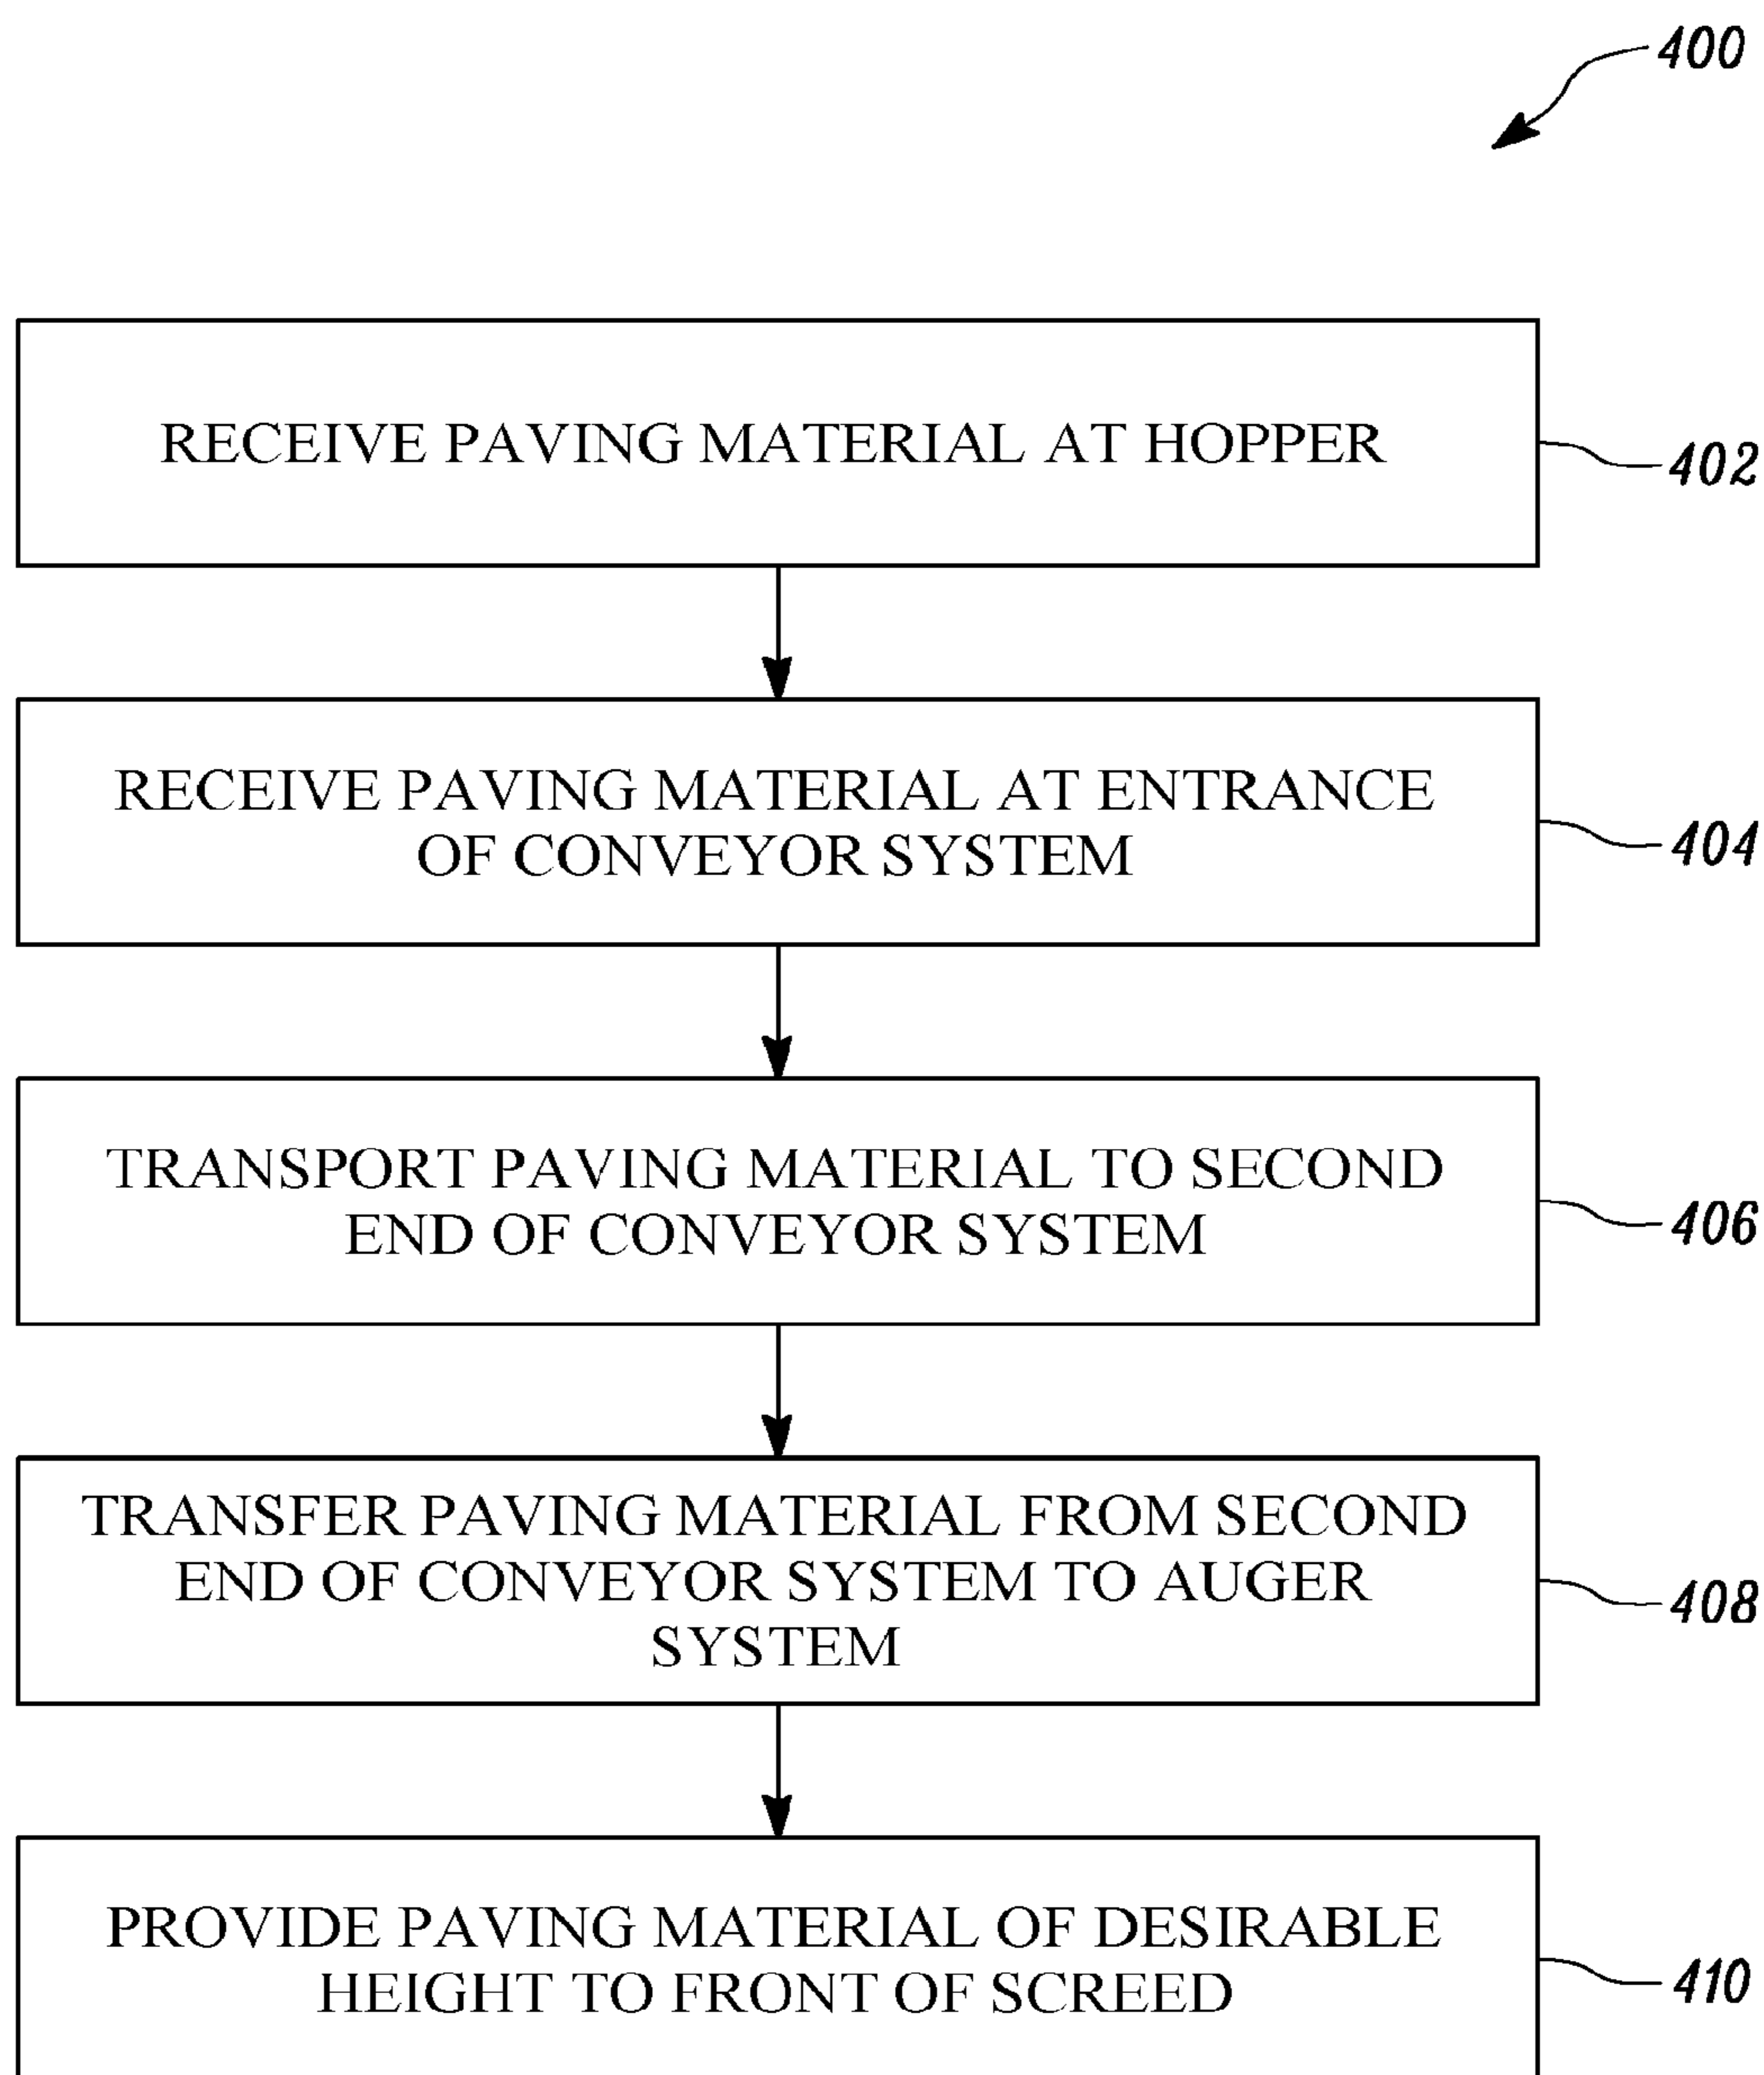 400
RECEIVE PAVING MATERIAL AT HOPPER
402
RECEIVE PAVING MATERIAL AT ENTRANCE
OF CONVEYOR SYSTEM
404
TRANSPORT PAVING MATERIAL TO SECOND
END OF CONVEYOR SYSTEM
406
TRANSFER PAVING MATERIAL FROM SECOND
END OF CONVEYOR SYSTEM TO AUGER
SYSTEM
408
PROVIDE PAVING MATERIAL OF DESIRABLE
HEIGHT TO FRONT OF SCREED
410